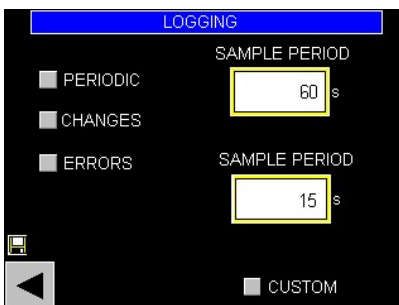 LOGGING
SAMPLE PERIOD
PERIODIC
60 s
CHANGES
ERRORS
SAMPLE PERIOD
15 s
CUSTOM